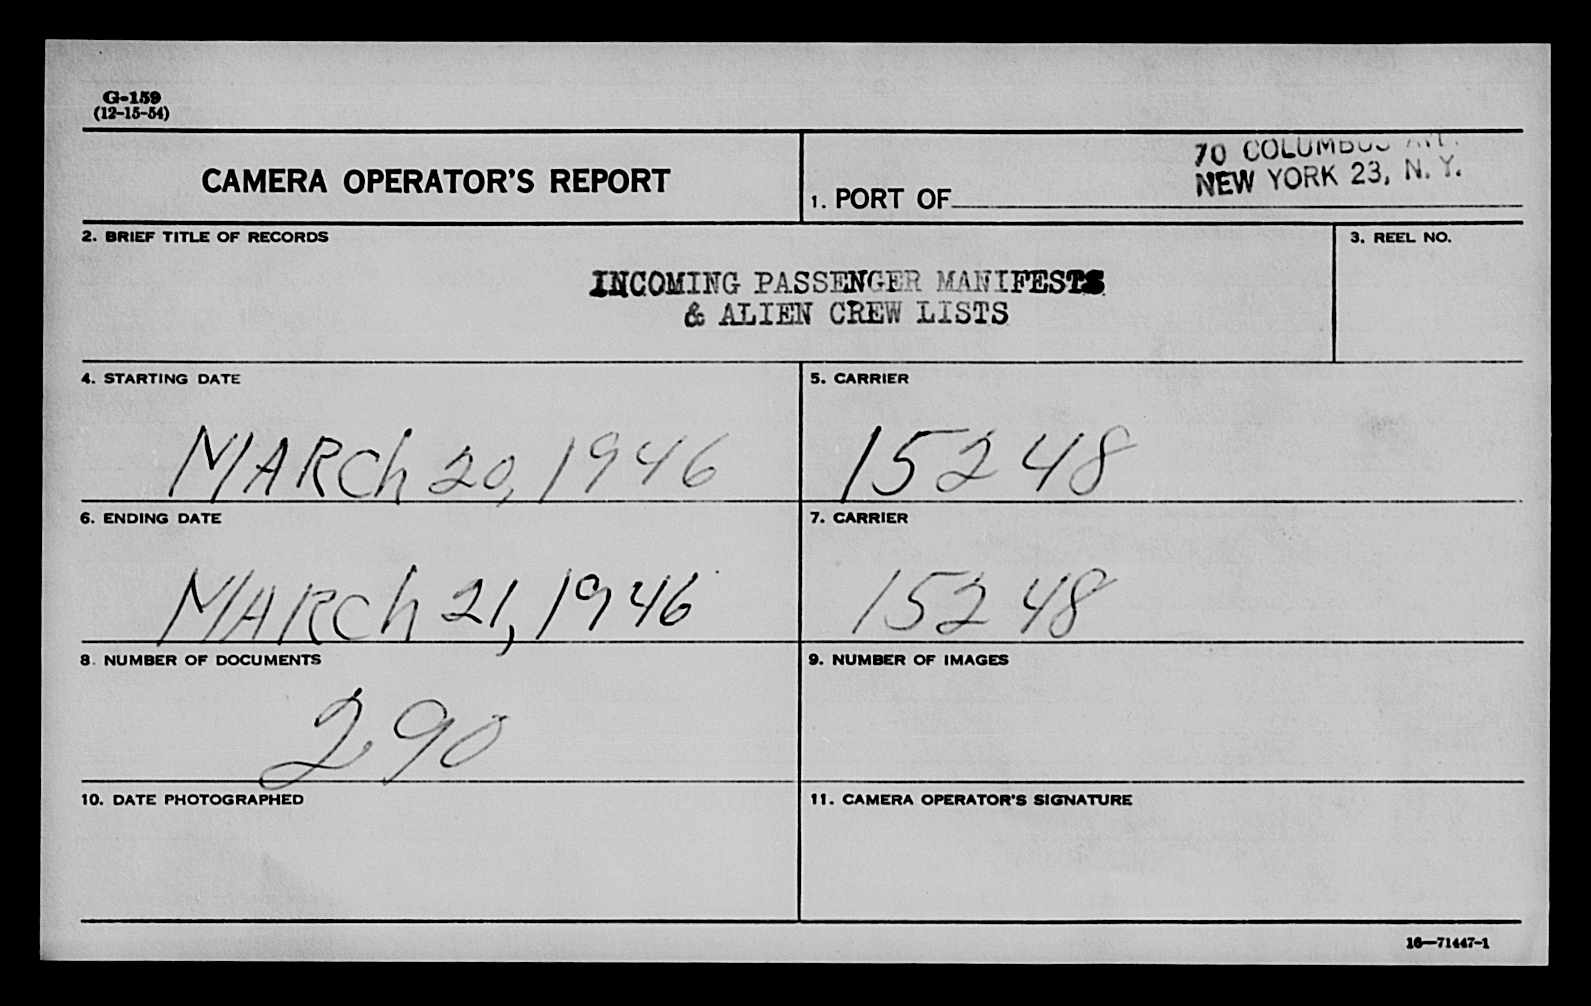 G-159
(12-15-54)
CAMERA OPERATOR'S REPORT
70 COLUMBUS AVE.
NEW YORK 23, N. Y.
1. PORT OF
2. BRIEF TITLE OF RECORDS
INCOMING PASSENGER MANIFESTS
& ALIEN CREW LISTS
3. REEL NO.
4. STARTING DATE
MARCh 20, 1946
5. CARRIER
15248
6. ENDING DATE
MARCh 21, 1946
7. CARRIER
15248
8. NUMBER OF DOCUMENTS
290
9. NUMBER OF IMAGES
10. DATE PHOTOGRAPHED
11. CAMERA OPERATOR'S SIGNATURE
16—71447-1